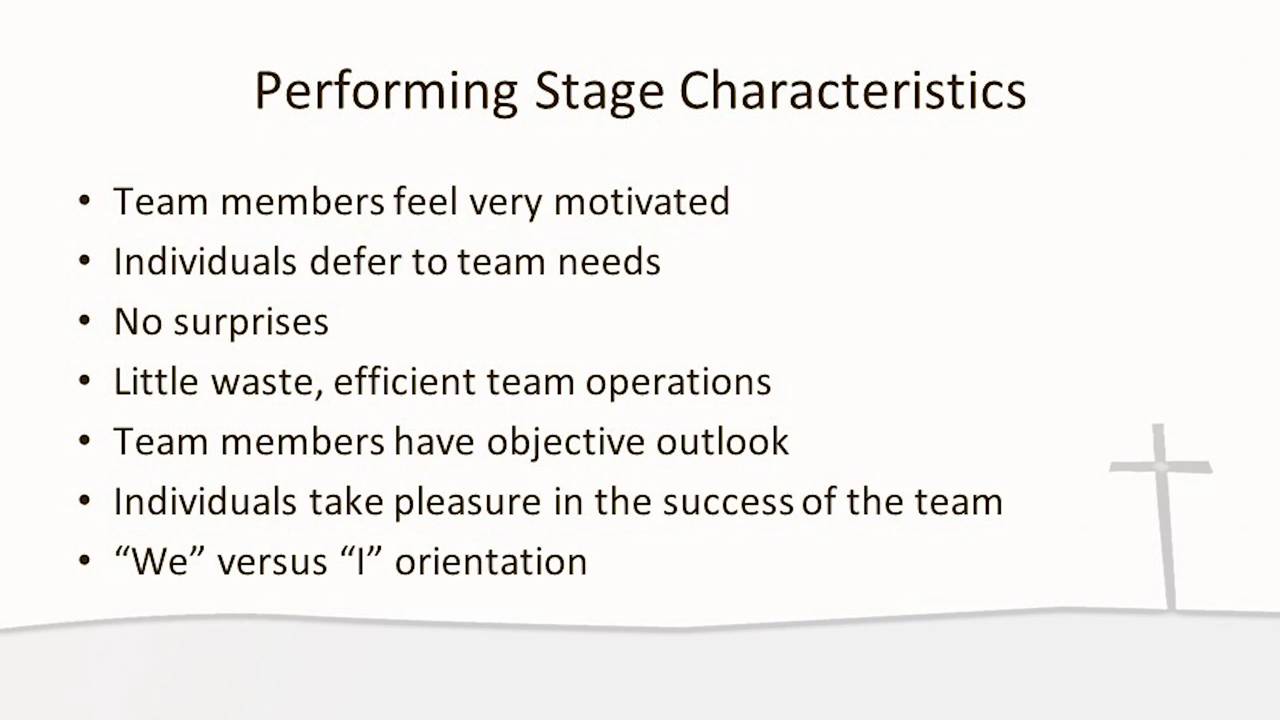 Performing Stage Characteristics
• Team members feel very motivated
• Individuals defer to team needs
• No surprises
• Little waste, efficient team operations
• Team members have objective outlook
• Individuals take pleasure in the success of the team
• “We” versus “I” orientation